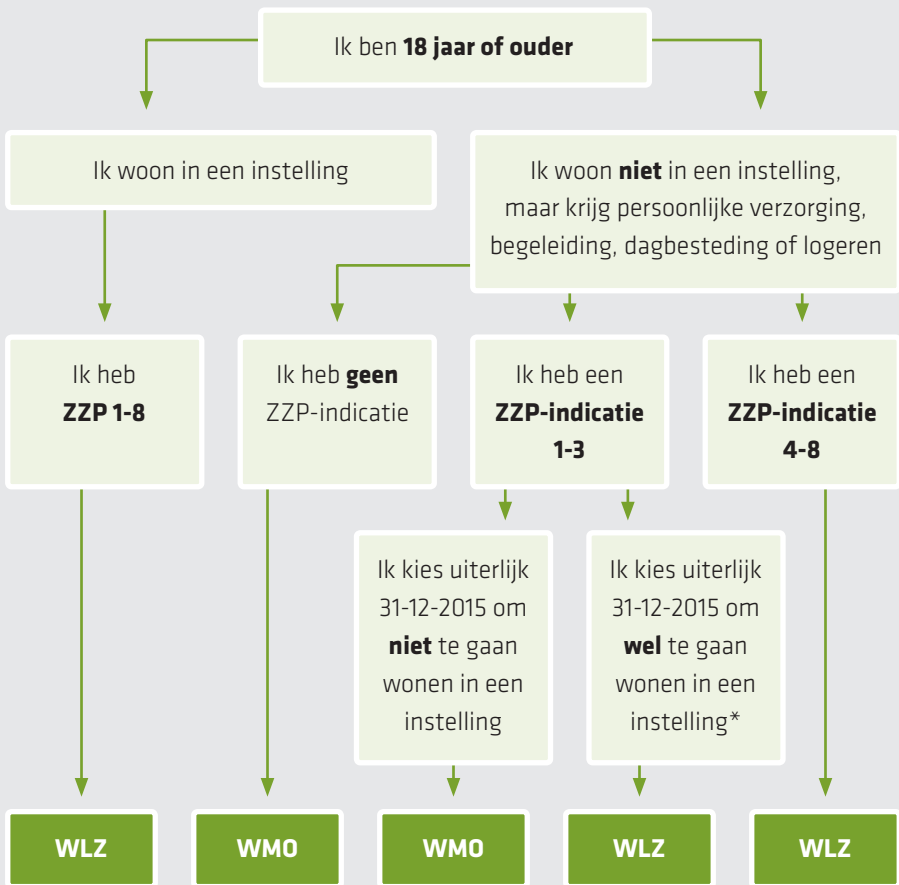 Ik ben 18 jaar of ouder
Ik woon in een instelling
Ik woon niet in een instelling,
maar krijg persoonlijke verzorging,
begeleiding, dagbesteding of logeren
Ik heb
ZZP 1-8
Ik heb geen
ZZP-indicatie
Ik heb een
ZZP-indicatie
1-3
Ik heb een
ZZP-indicatie
4-8
Ik kies uiterlijk
31-12-2015 om
niet te gaan
wonen in een
instelling
Ik kies uiterlijk
31-12-2015 om
wel te gaan
wonen in een
instelling*
WLZ
WMO
WMO
WLZ
WLZ